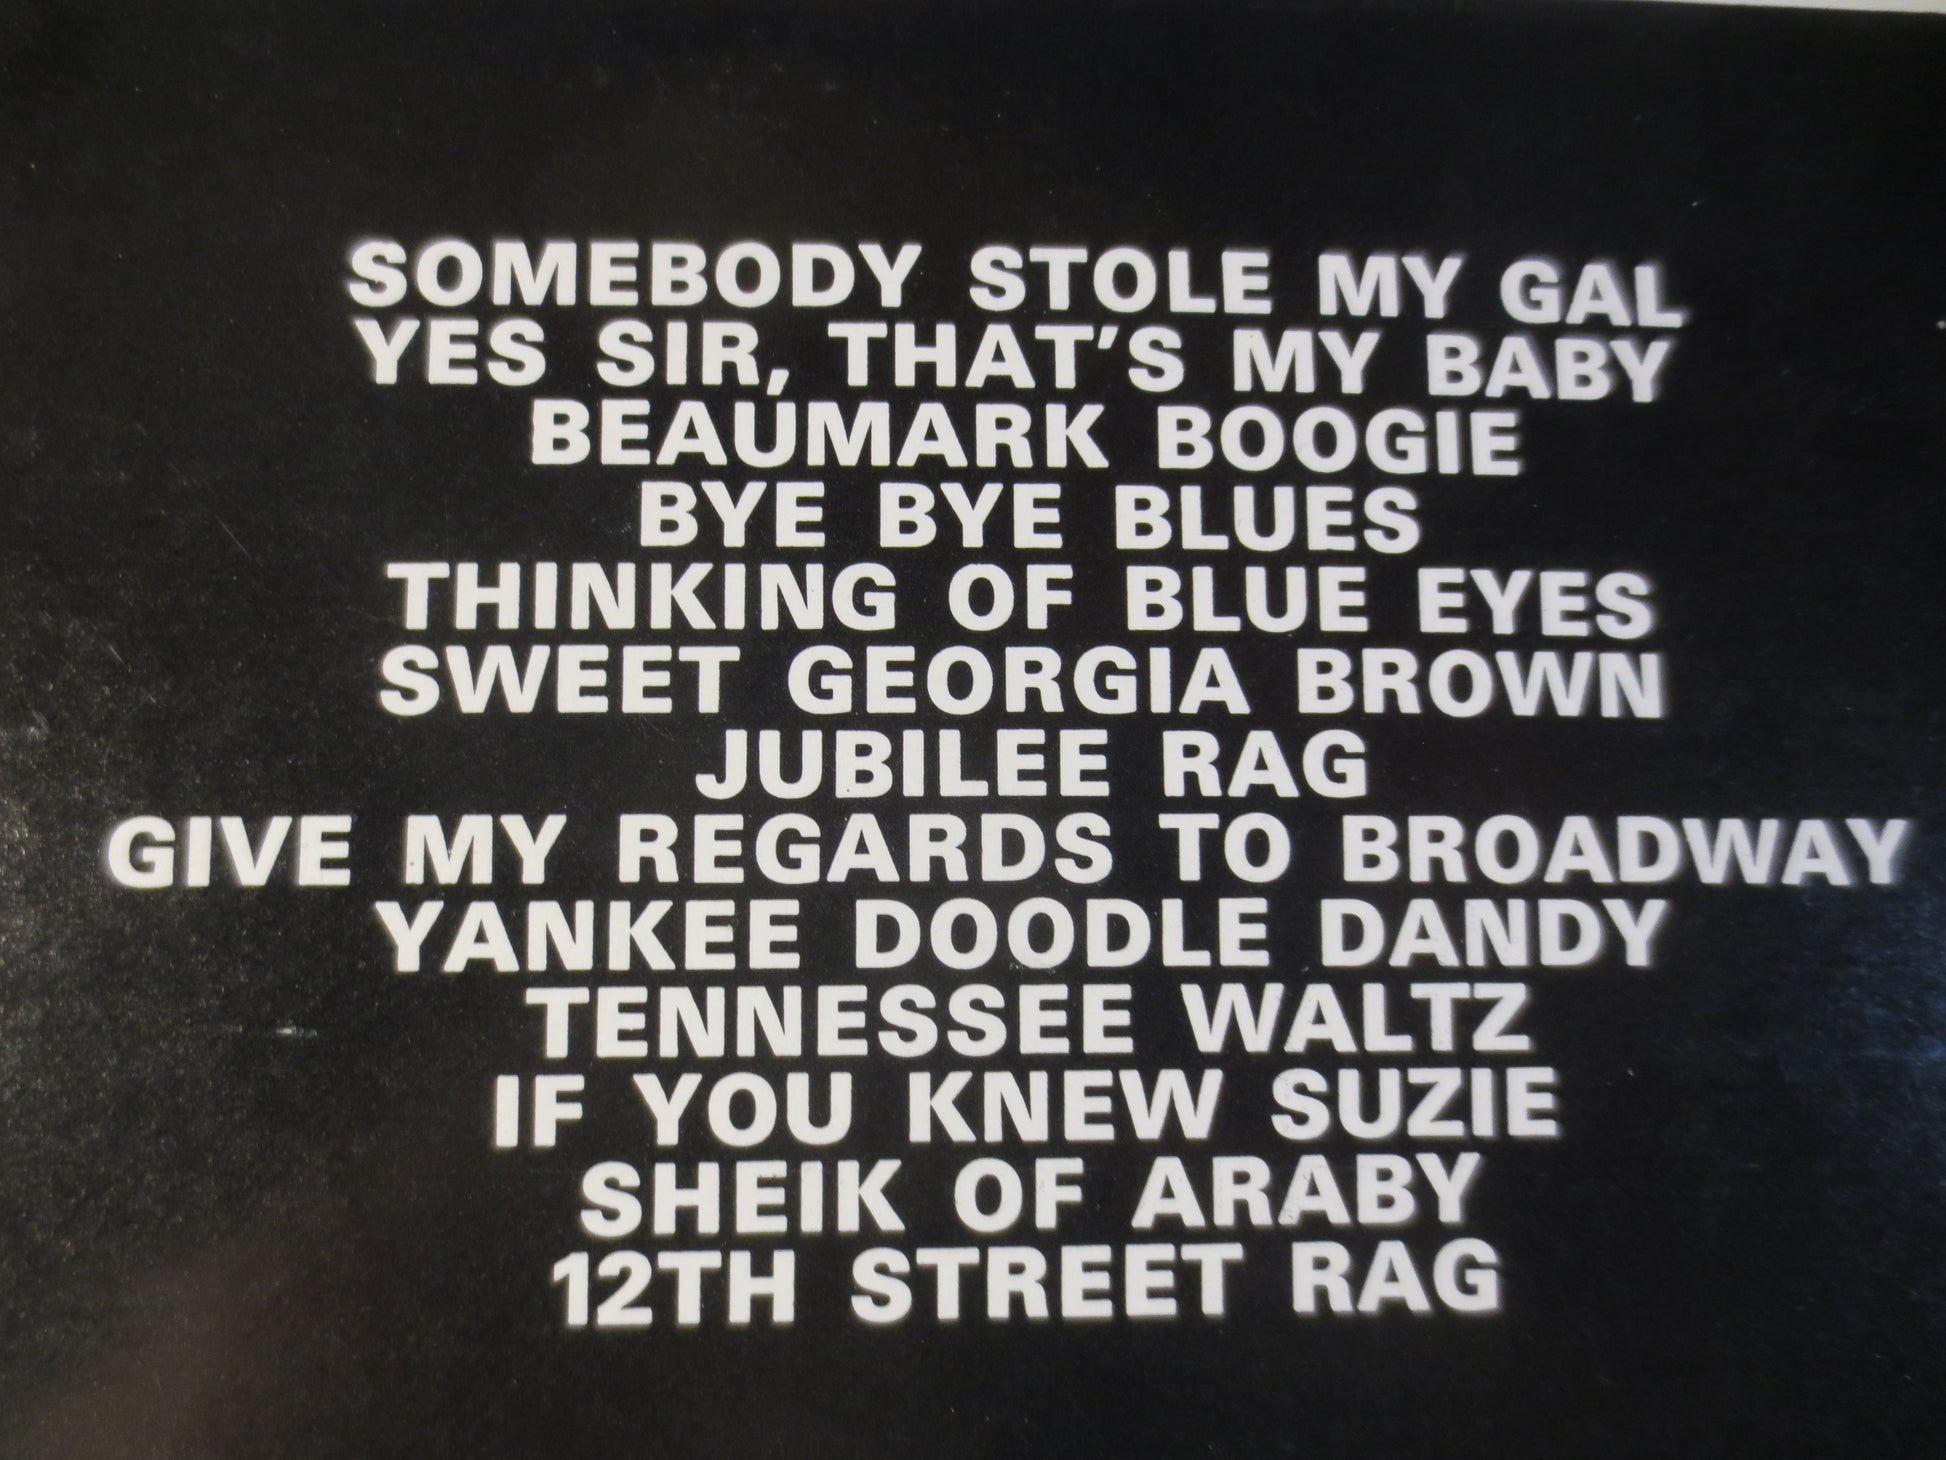 SOMEBODY STOLE MY GAL
YES SIR, THAT'S MY BABY
BEAUMARK BOOGIE
BYE BYE BLUES
THINKING OF BLUE EYES
SWEET GEORGIA BROWN
JUBILEE RAG
GIVE MY REGARDS TO BROADWAY
YANKEE DOODLE DANDY
TENNESSEE WALTZ
IF YOU KNEW SUZIE
SHEIK OF ARABY
12TH STREET RAG